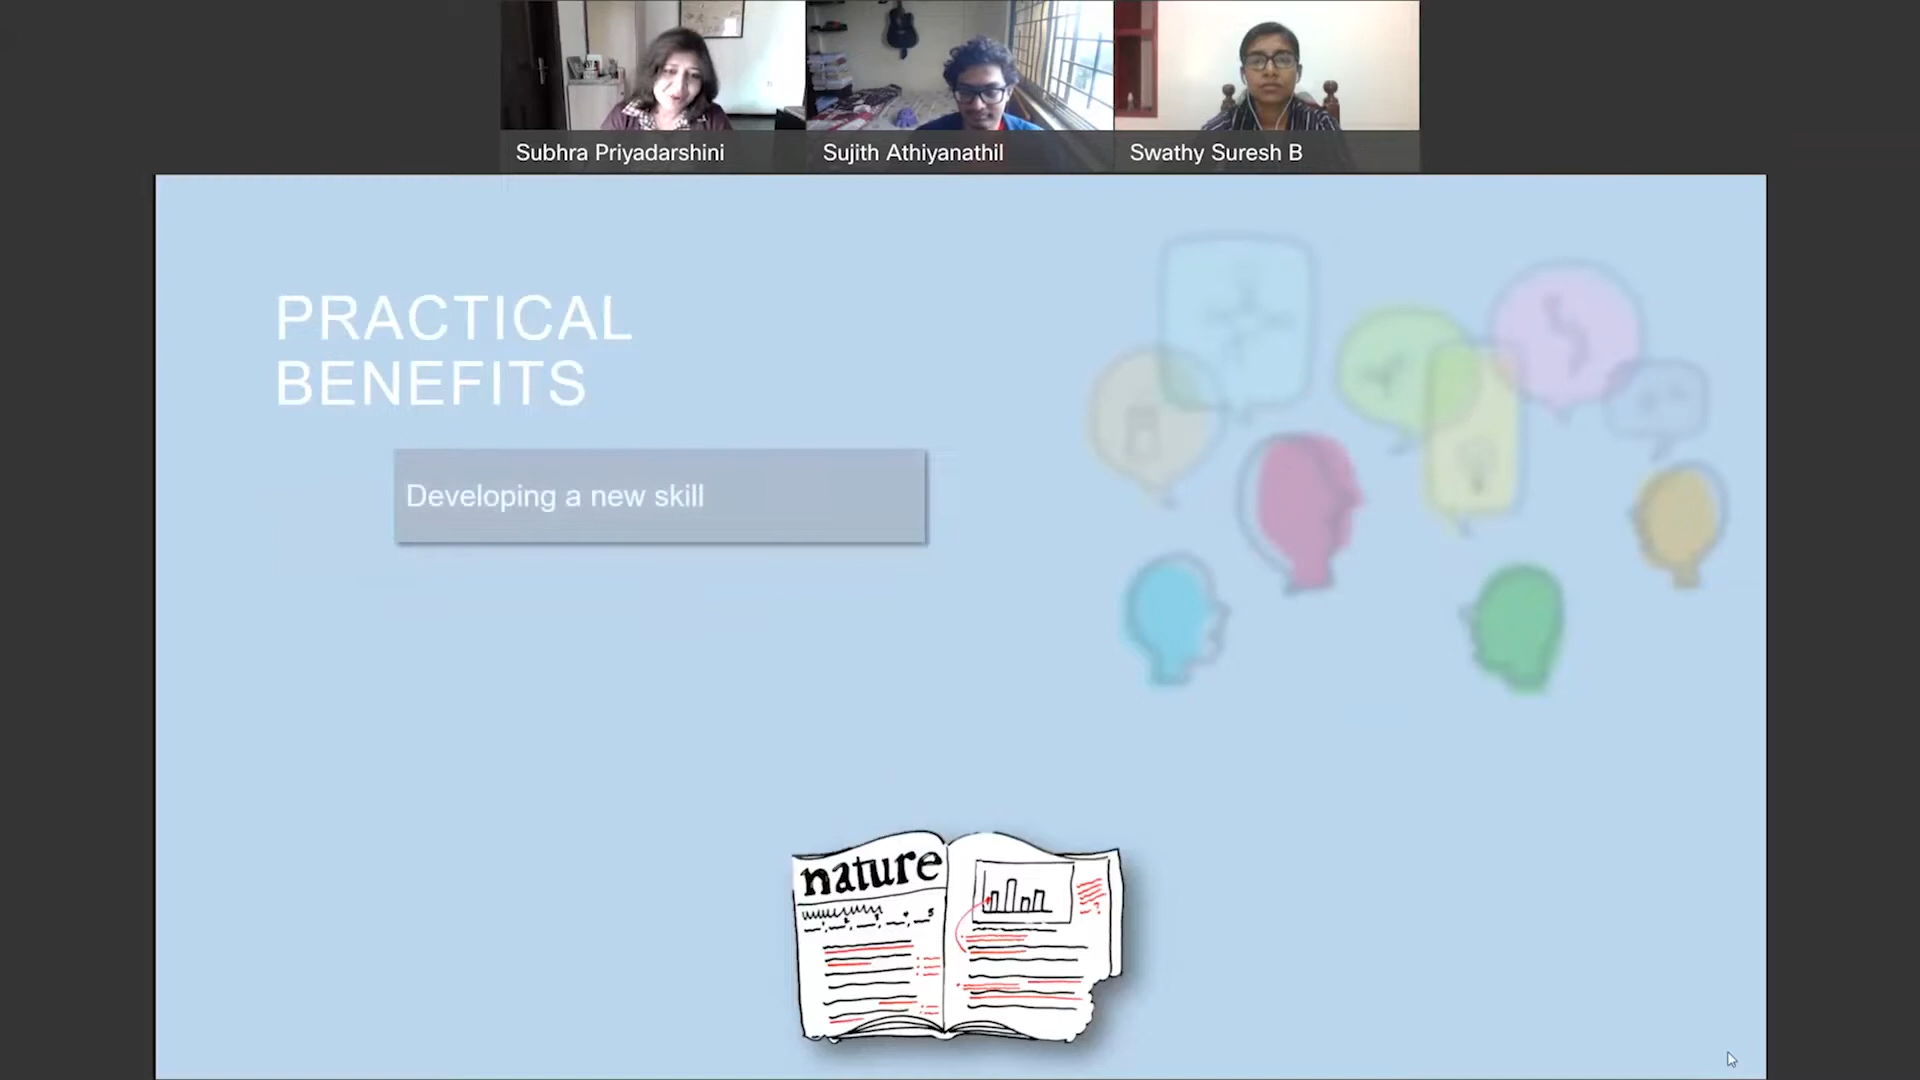 Subhra Priyadarshini
Sujith Athiyanathil
Swathy Suresh B
PRACTICAL
BENEFITS
Developing a new skill
nature